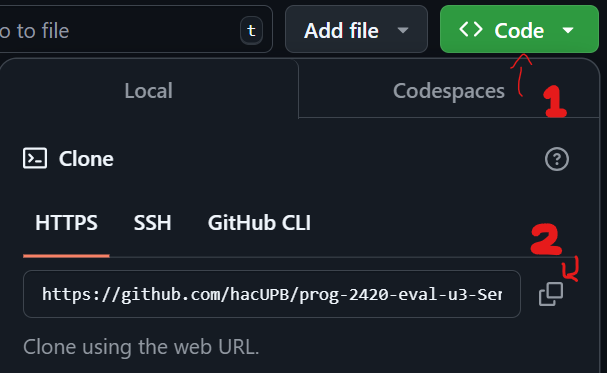 o to file t Add file <> Code
Local Codespaces 1
Clone ?
HTTPS SSH GitHub CLI
2
https://github.com/hacUPB/prog-2420-eval-u3-Ser
Clone using the web URL.